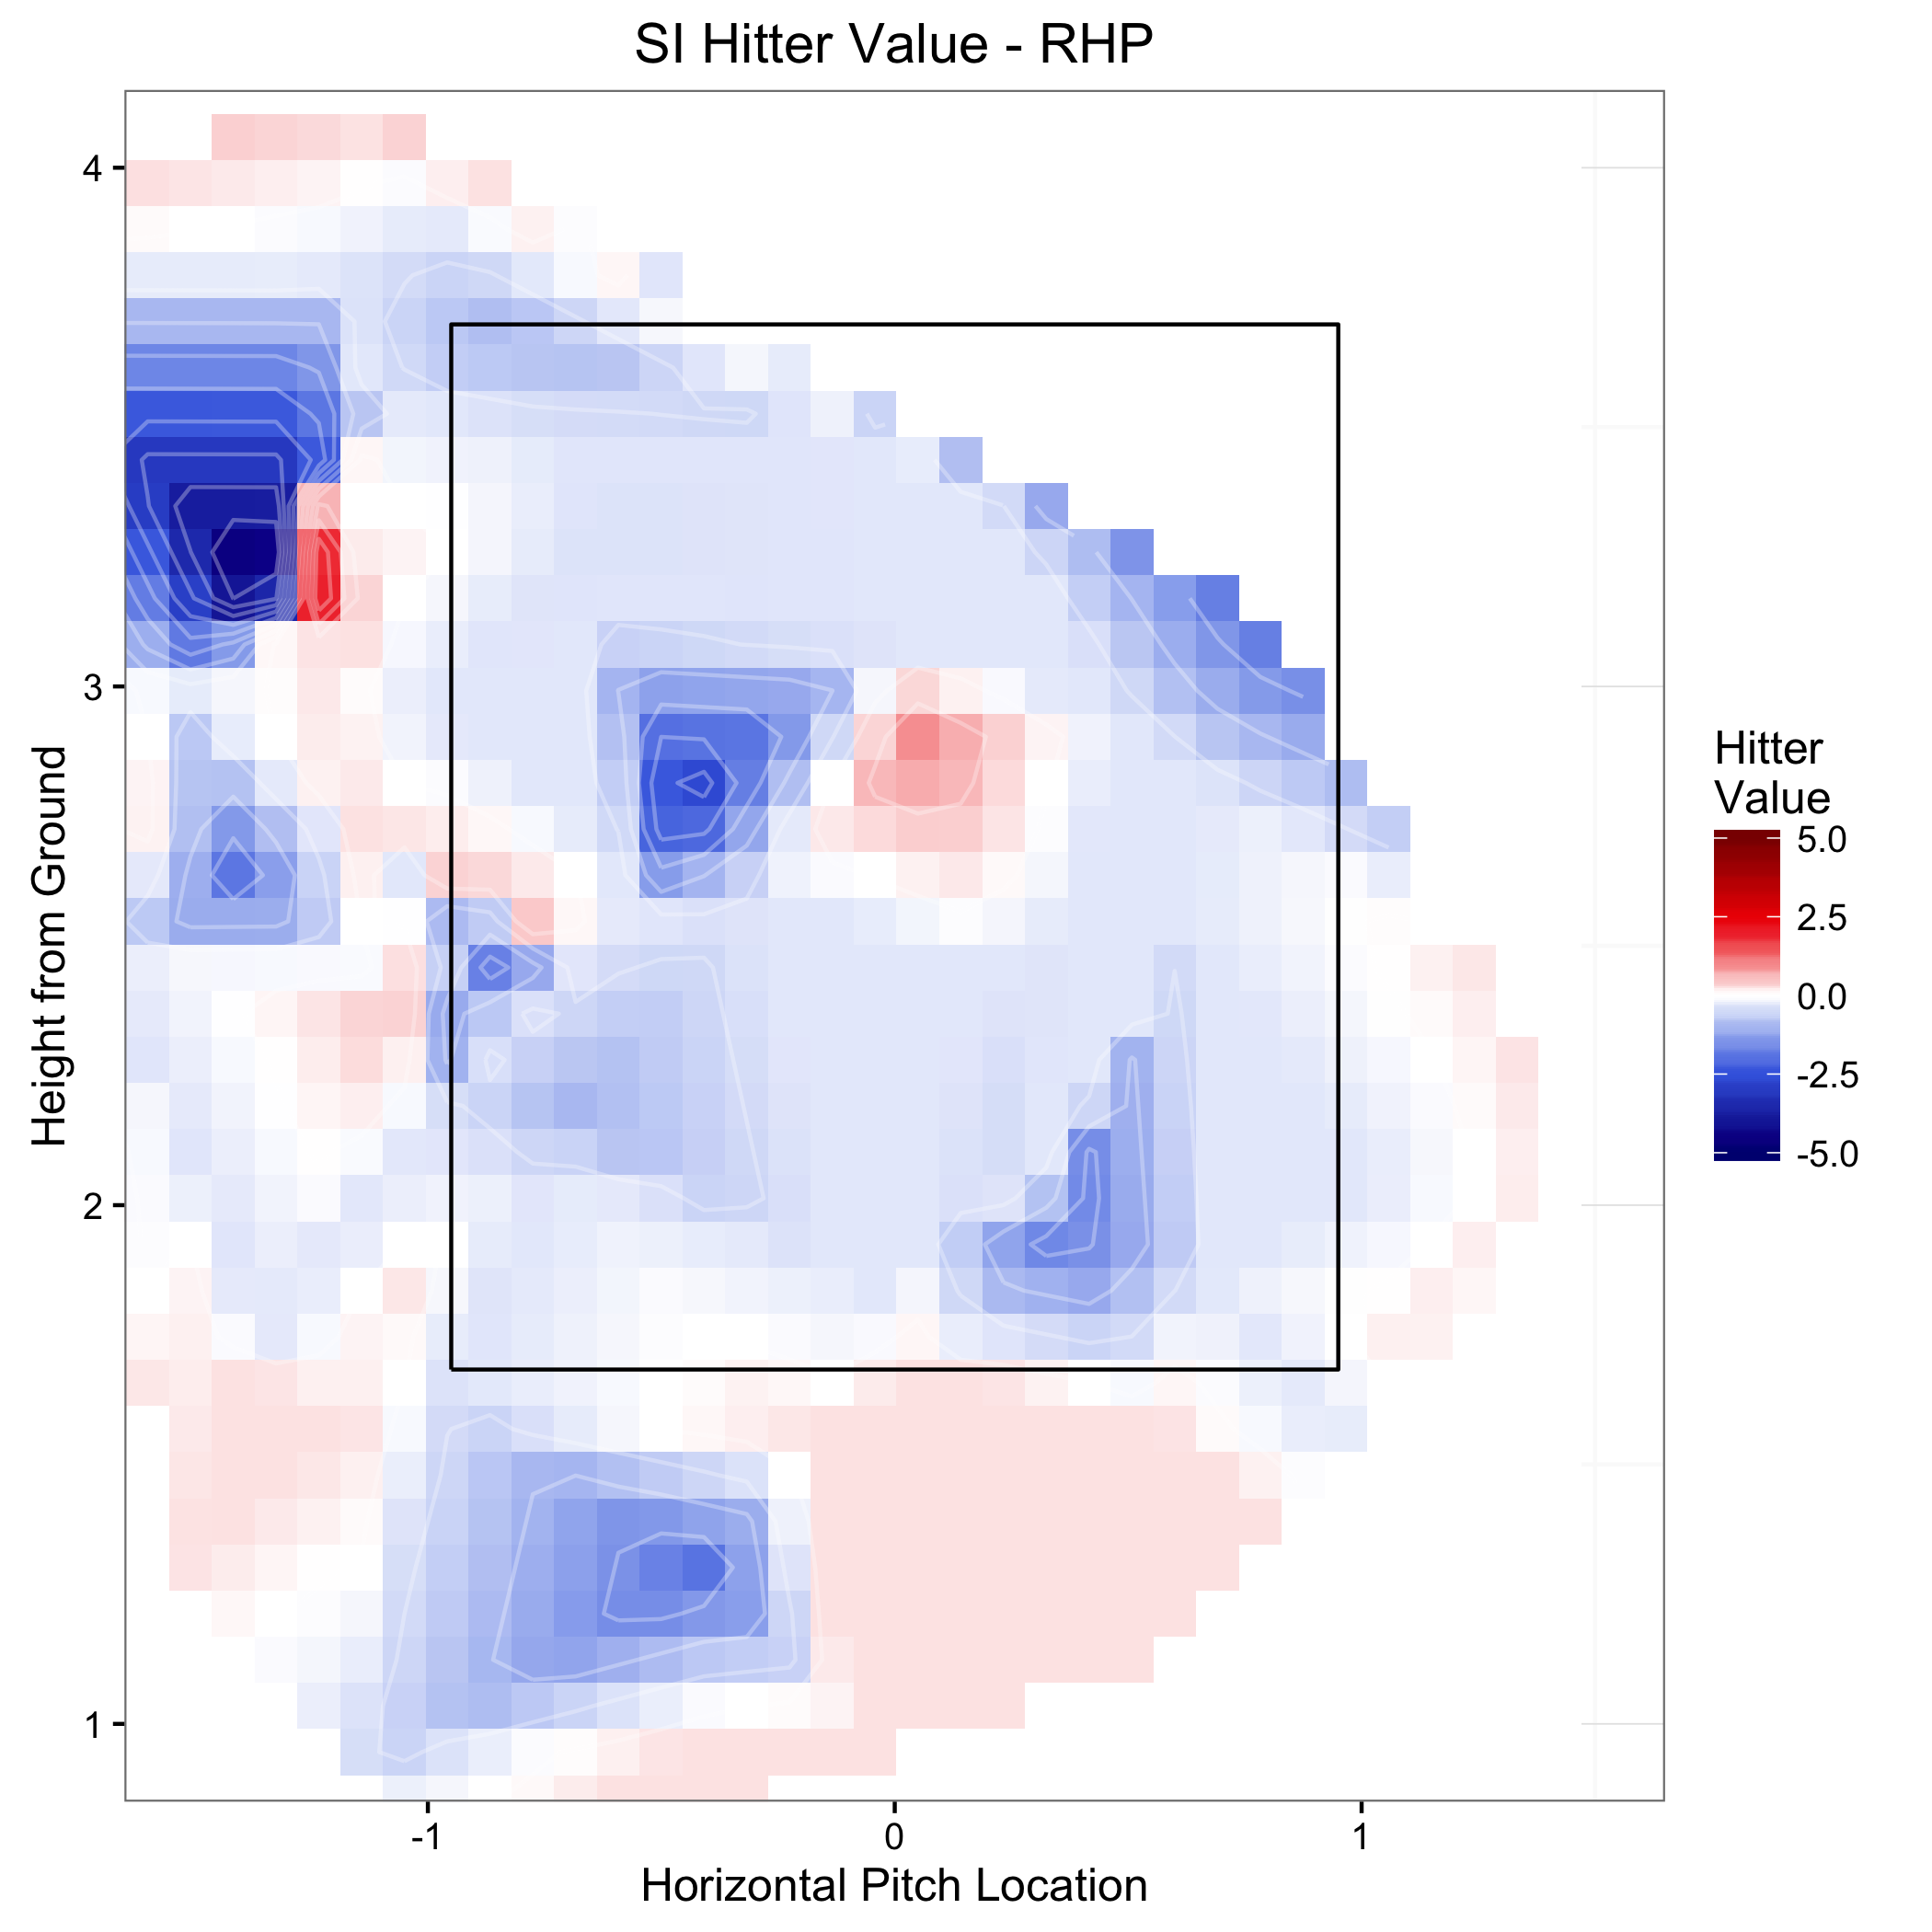 SI Hitter Value - RHP
4
3
2
1
Height from Ground
-1
0
1
Horizontal Pitch Location
Hitter
Value
5.0
2.5
0.0
-2.5
-5.0